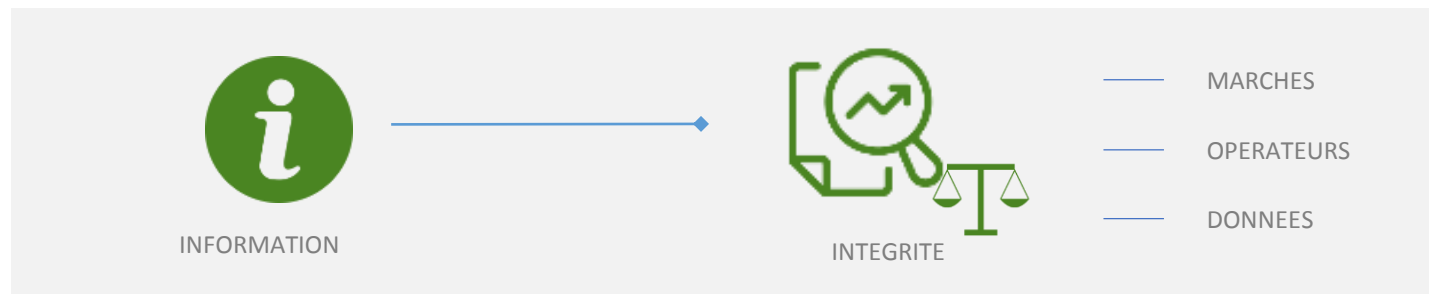 INFORMATION
INTEGRITE
MARCHES
OPERATEURS
DONNEES